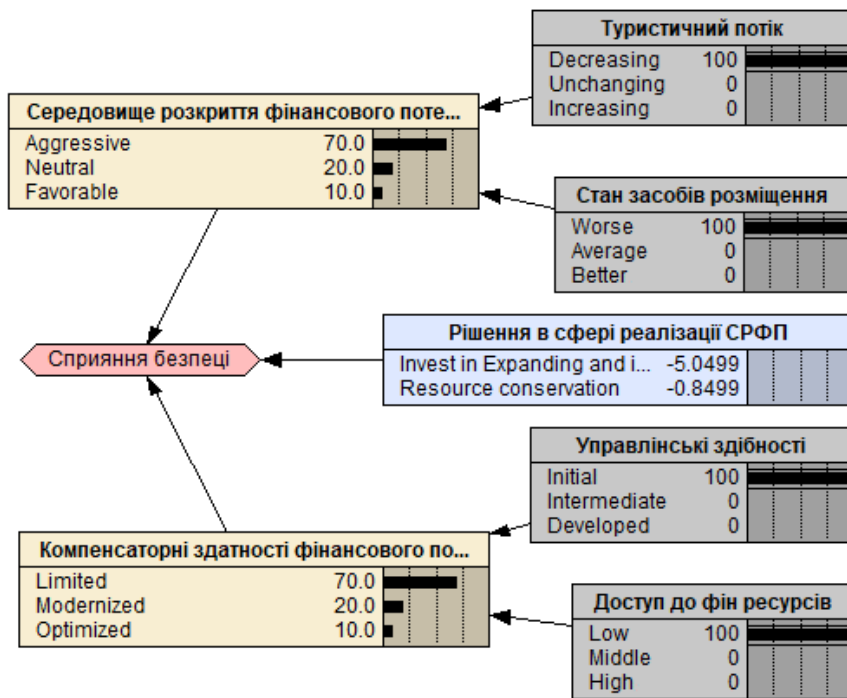 Туристичний потік
Decreasing 100
Unchanging 0
Increasing 0
Середовище розкриття фінансового поте...
Aggressive 70.0
Neutral 20.0
Favorable 10.0
Стан засобів розміщення
Worse 100
Average 0
Better 0
Сприяння безпеці
Рішення в сфері реалізації СРФП
Invest in Expanding and i... -5.0499
Resource conservation -0.8499
Управлінські здібності
Initial 100
Intermediate 0
Developed 0
Компенсаторні здатності фінансового по...
Limited 70.0
Modernized 20.0
Optimized 10.0
Доступ до фін ресурсів
Low 100
Middle 0
High 0